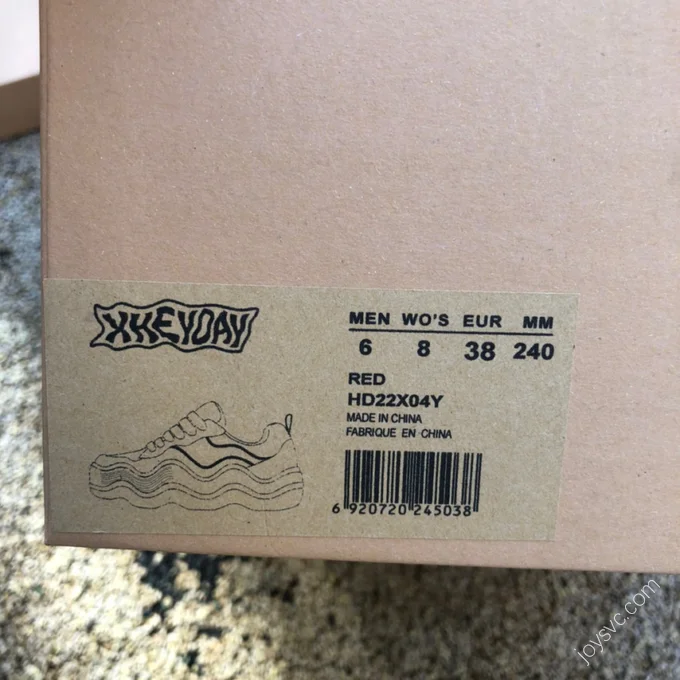 XHEYDAY
MEN WO'S EUR MM
6 8 38 240
RED
HD22X04Y
MADE IN CHINA
FABRIQUE EN CHINA
6 920720 245038
joysvc.com